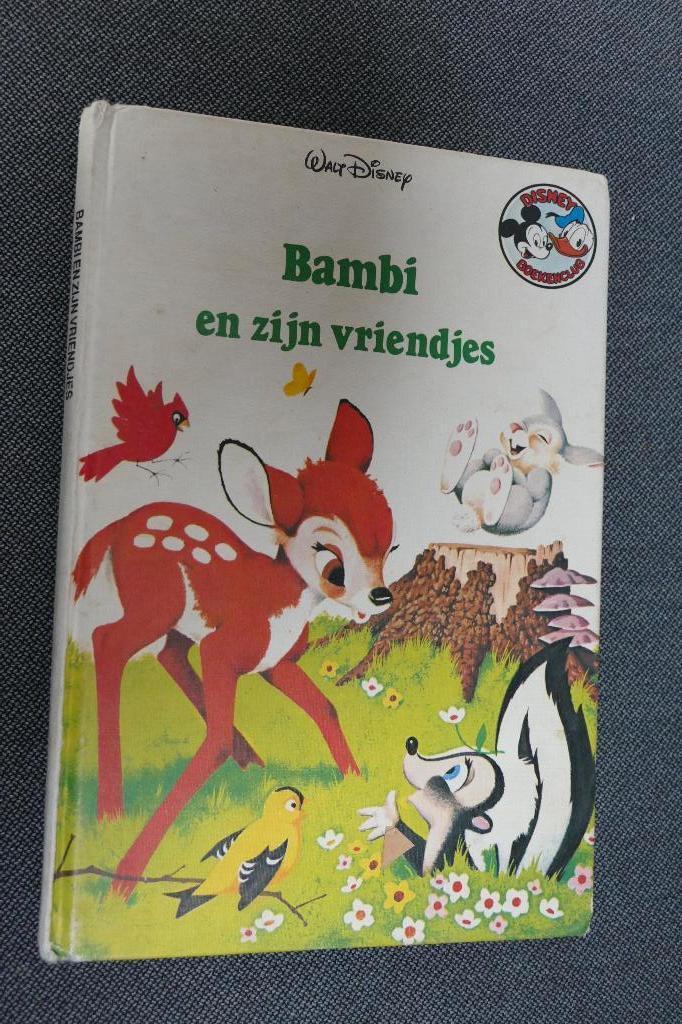 Walt Disney
DISNEY
BOEKENCLUB
Bambi
en zijn vriendjes
BAMBI EN ZIJN VRIENDJES